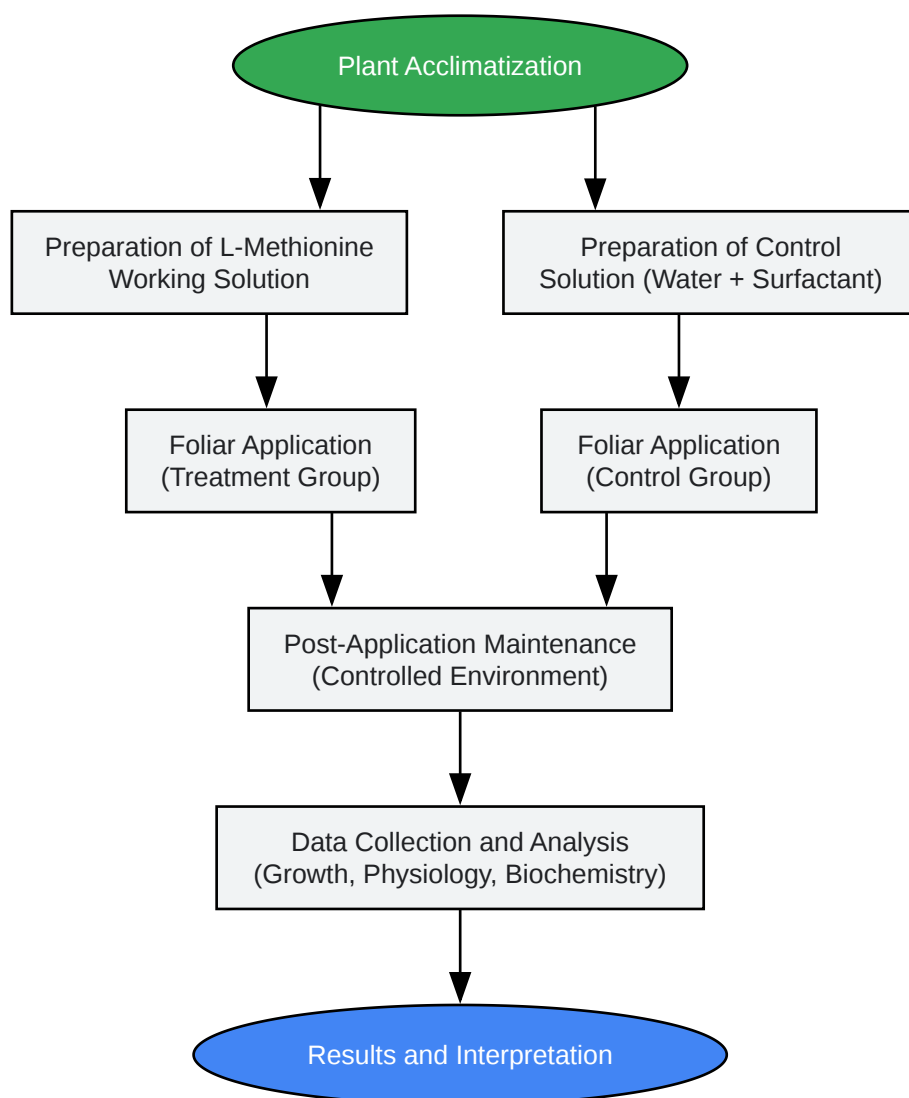 Plant Acclimatization
Preparation of L-Methionine
Working Solution
Preparation of Control
Solution (Water + Surfactant)
Foliar Application
(Treatment Group)
Foliar Application
(Control Group)
Post-Application Maintenance
(Controlled Environment)
Data Collection and Analysis
(Growth, Physiology, Biochemistry)
Results and Interpretation